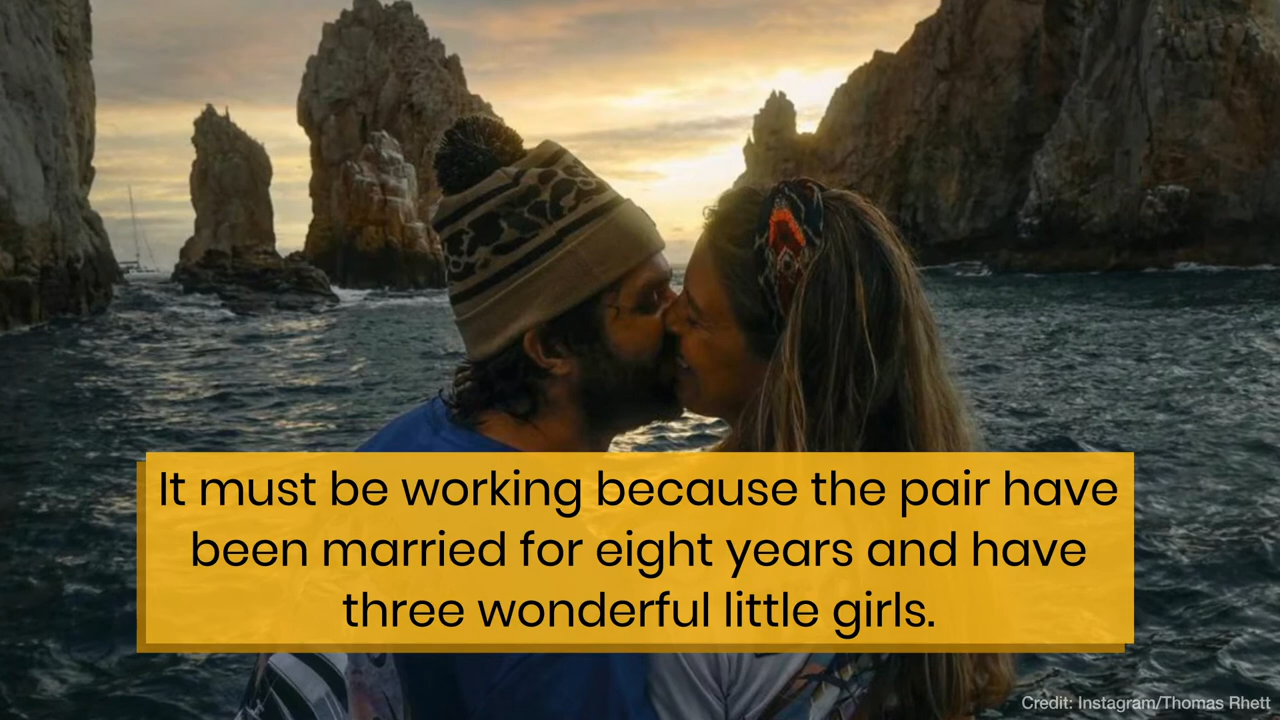 It must be working because the pair have
been married for eight years and have
three wonderful little girls.
Credit: Instagram/Thomas Rhett